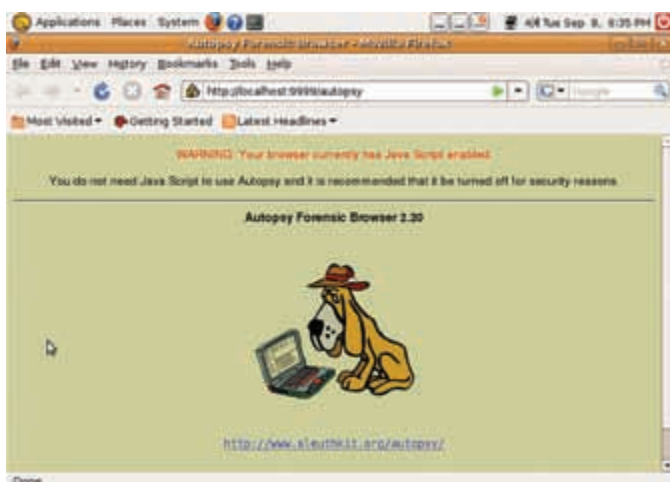 Applications Places System 4:4 Tue Sep 8, 6:35 PM
Autopsy Forensic Browser - Mozilla Firefox
File Edit View History Bookmarks Tools Help
http://localhost:9999/autopsy
Google
Most Visited Getting Started Latest Headlines
WARNING: Your browser currently has Java Script enabled.
You do not need Java Script to use Autopsy and it is recommended that it be turned off for security reasons.
Autopsy Forensic Browser 2.20
http://www.sleuthkit.org/autopsy/
Done